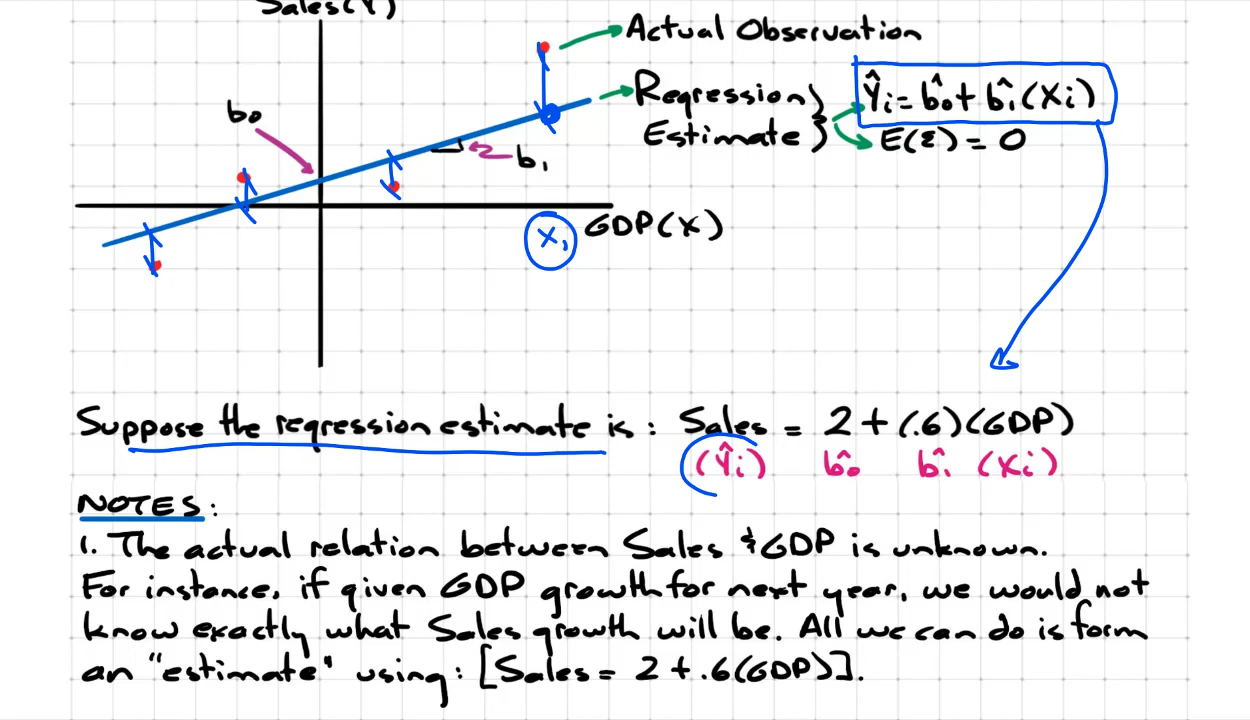 Sales(Y)
Actual Observation
Regression
Estimate
Ŷi = b̂0 + b̂1(Xi)
E(ε) = 0
b0
b1
X1
GDP(X)
Suppose the regression estimate is: Sales = 2 + (.6)(GDP)
(Ŷi) b̂0 b̂1 (Xi)
NOTES:
1. The actual relation between Sales & GDP is unknown.
For instance, if given GDP growth for next year, we would not
know exactly what Sales growth will be. All we can do is form
an "estimate" using: [Sales = 2 + .6(GDP)].